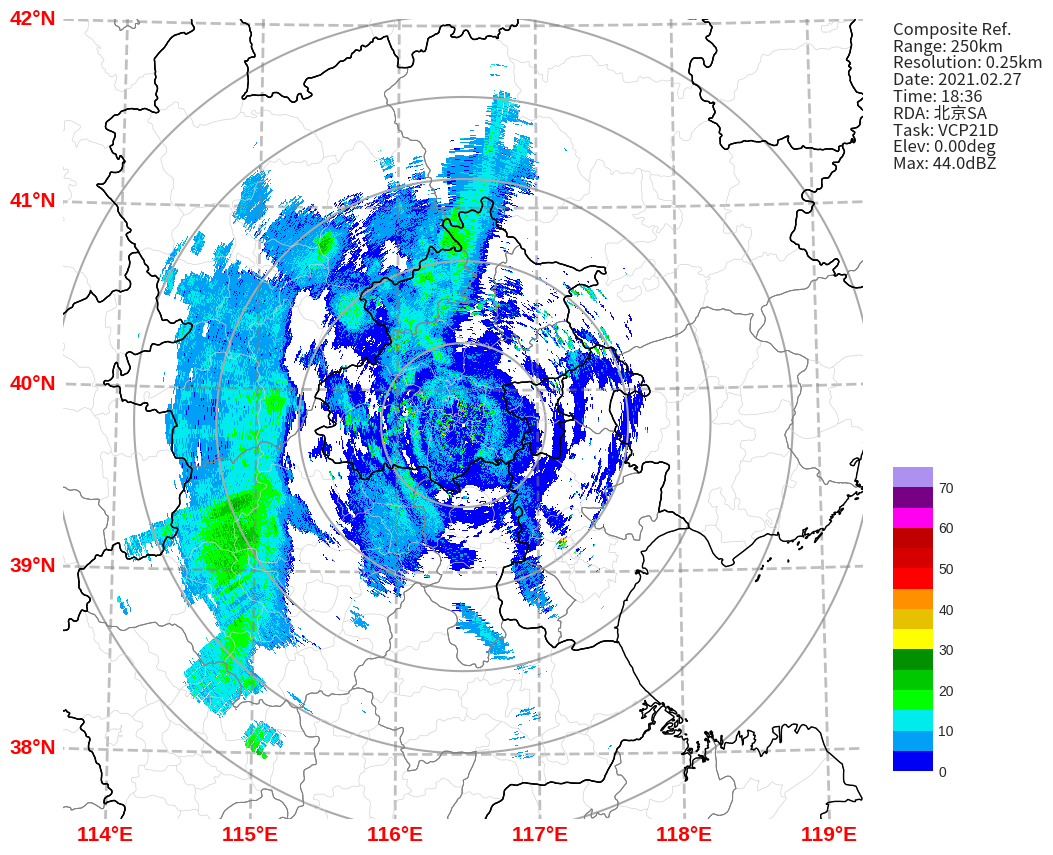 42°N
41°N
40°N
39°N
38°N
114°E
115°E
116°E
117°E
118°E
119°E
Composite Ref.
Range: 250km
Resolution: 0.25km
Date: 2021.02.27
Time: 18:36
RDA: 北京SA
Task: VCP21D
Elev: 0.00deg
Max: 44.0dBZ
70
60
50
40
30
20
10
0